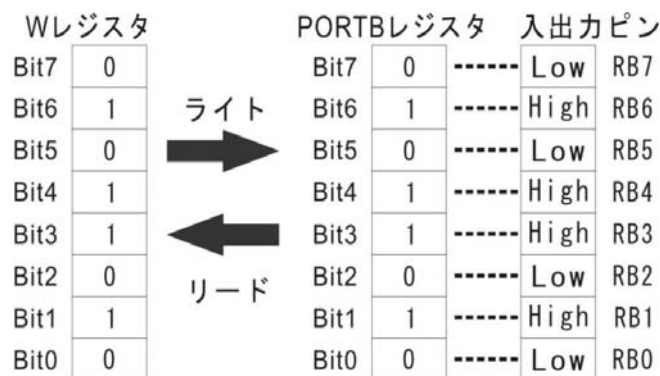 Wレジスタ PORTBレジスタ 入出力ピン
Bit7 0 Bit7 0 Low RB7
Bit6 1 ライト Bit6 1 High RB6
Bit5 0 Bit5 0 Low RB5
Bit4 1 Bit4 1 High RB4
Bit3 1 Bit3 1 High RB3
Bit2 0 リード Bit2 0 Low RB2
Bit1 1 Bit1 1 High RB1
Bit0 0 Bit0 0 Low RB0